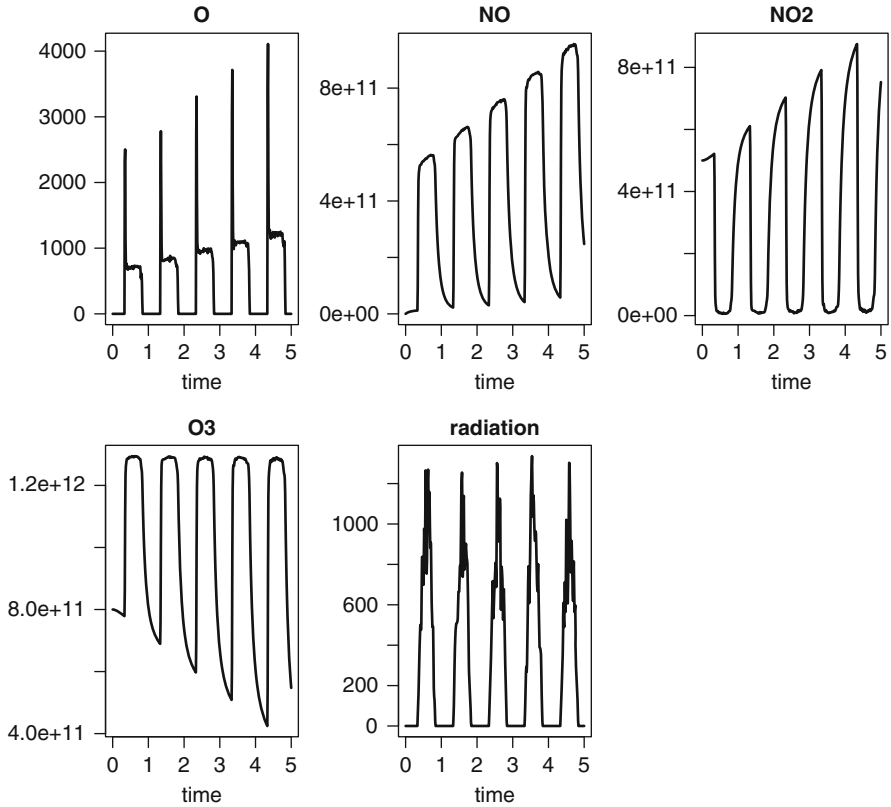 O
4000
3000
2000
1000
0
0 1 2 3 4 5
time
NO
8e+11
4e+11
0e+00
0 1 2 3 4 5
time
NO2
8e+11
4e+11
0e+00
0 1 2 3 4 5
time
O3
1.2e+12
8.0e+11
4.0e+11
0 1 2 3 4 5
time
radiation
1000
600
200
0
0 1 2 3 4 5
time